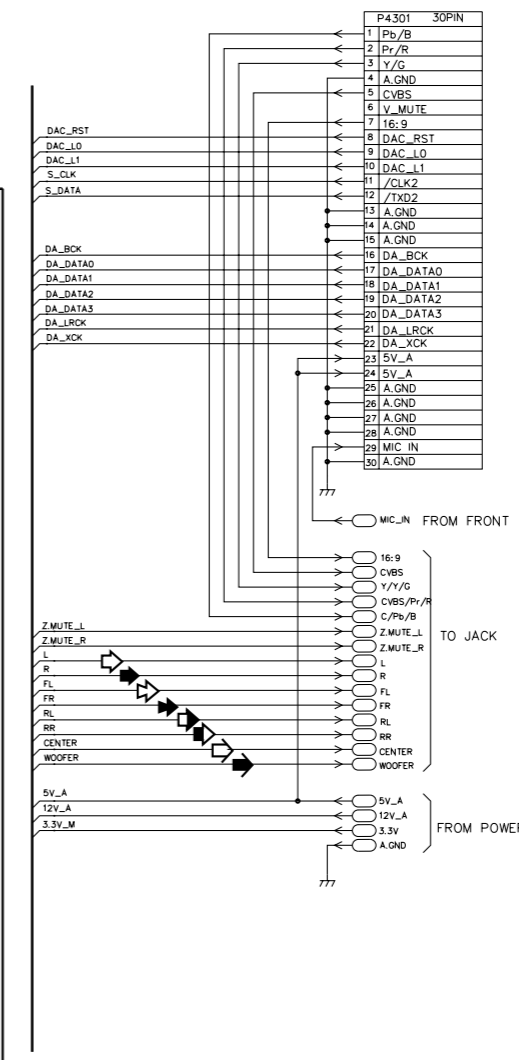 P4301 30PIN
1 Pb/B
2 Pr/R
3 Y/G
4 A.GND
5 CVBS
6 V_MUTE
7 16:9
DAC_RST 8 DAC_RST
DAC_L0 9 DAC_L0
DAC_L1 10 DAC_L1
S_CLK 11 /CLK2
S_DATA 12 /TXD2
13 A.GND
14 A.GND
15 A.GND
DA_BCK 16 DA_BCK
DA_DATA0 17 DA_DATA0
DA_DATA1 18 DA_DATA1
DA_DATA2 19 DA_DATA2
DA_DATA3 20 DA_DATA3
DA_LRCK 21 DA_LRCK
DA_XCK 22 DA_XCK
23 5V_A
24 5V_A
25 A.GND
26 A.GND
27 A.GND
28 A.GND
29 MIC IN
30 A.GND
MIC_IN FROM FRONT
16:9
CVBS
Y/Y/G
CVBS/Pr/R
C/Pb/B
Z.MUTE_L Z.MUTE_L TO JACK
Z.MUTE_R Z.MUTE_R
L L
R R
FL FL
FR FR
RL RL
RR RR
CENTER CENTER
WOOFER WOOFER
5V_A 5V_A
12V_A 12V_A
3.3V_M 3.3V FROM POWER
A.GND